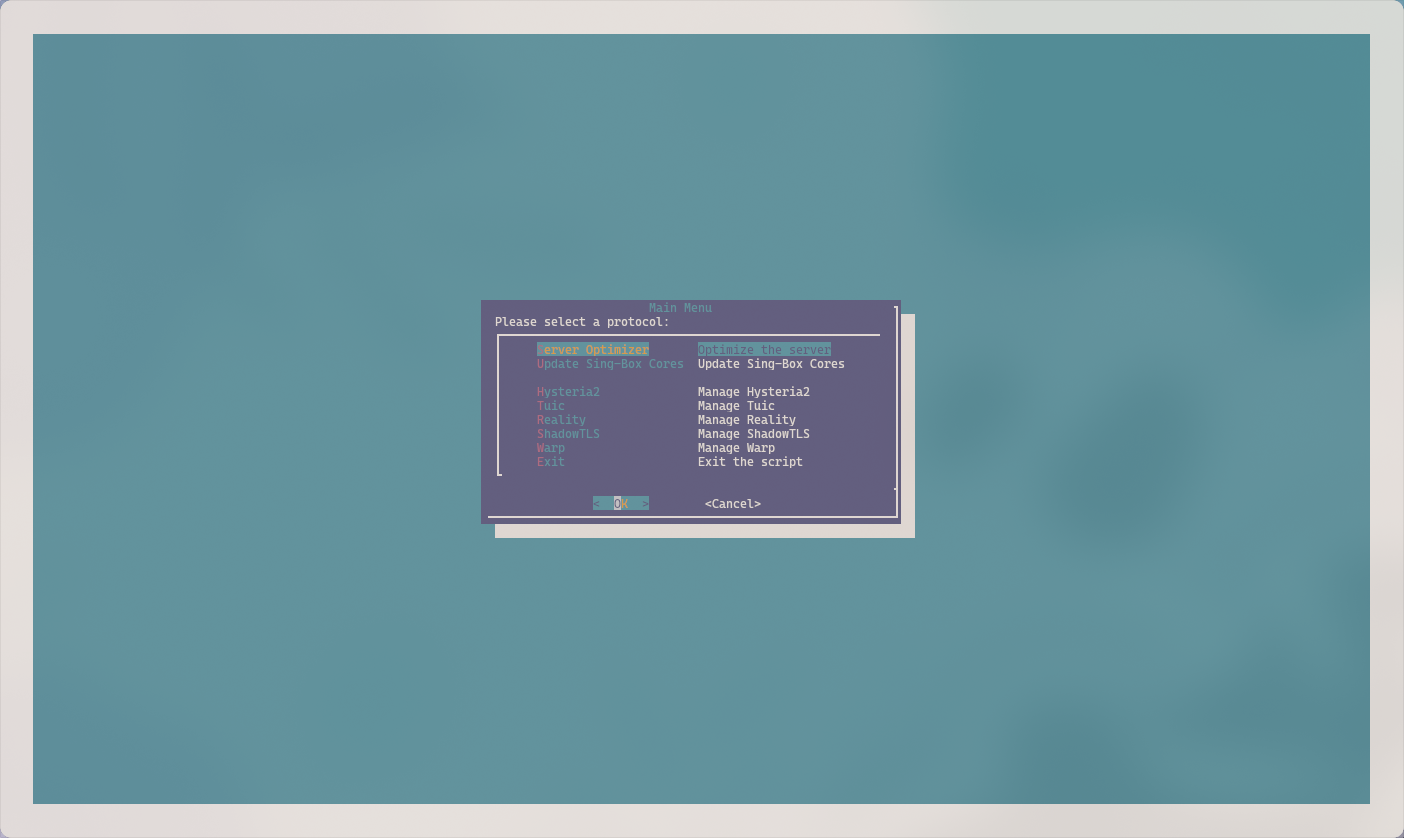 Main Menu
Please select a protocol:
Server Optimizer Optimize the server
Update Sing-Box Cores Update Sing-Box Cores
Hysteria2 Manage Hysteria2
Tuic Manage Tuic
Reality Manage Reality
ShadowTLS Manage ShadowTLS
Warp Manage Warp
Exit Exit the script
< OK > <Cancel>